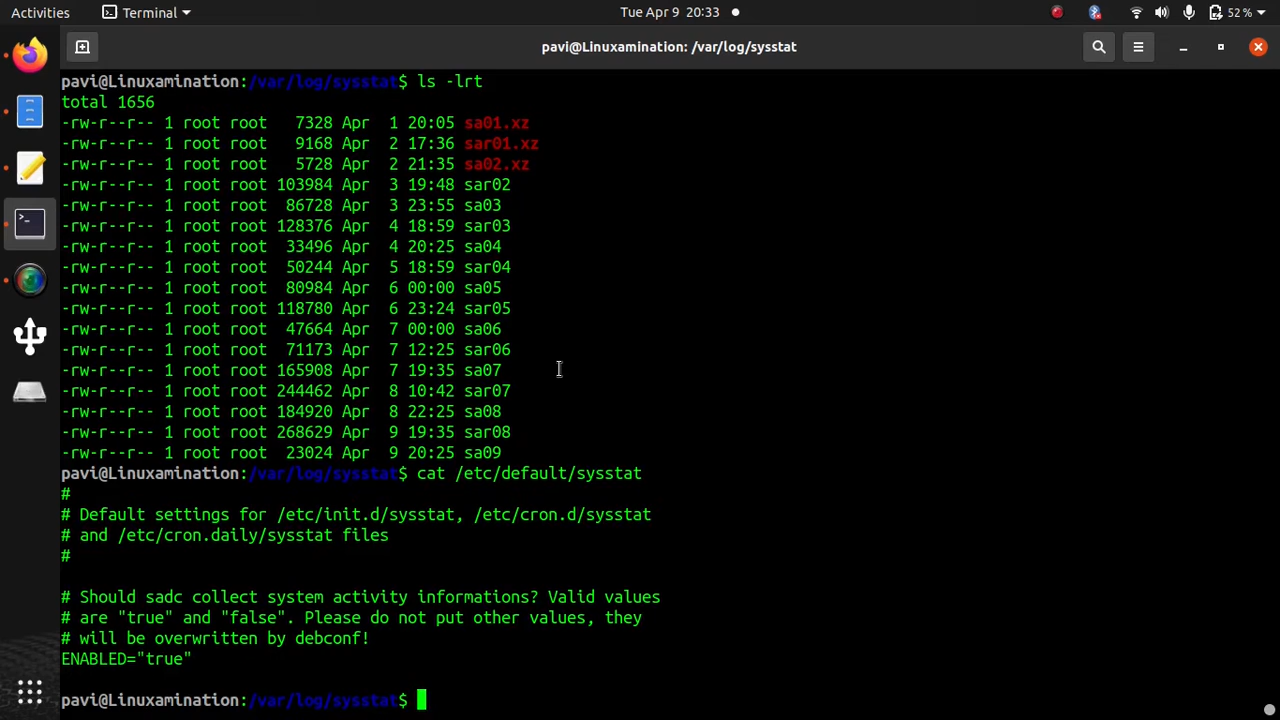 Activities
Terminal
Tue Apr 9 20:33
52 %
pavi@Linuxamination: /var/log/sysstat
pavi@Linuxamination:/var/log/sysstat$ ls -lrt
total 1656
-rw-r--r-- 1 root root   7328 Apr  1 20:05 sa01.xz
-rw-r--r-- 1 root root   9168 Apr  2 17:36 sar01.xz
-rw-r--r-- 1 root root   5728 Apr  2 21:35 sa02.xz
-rw-r--r-- 1 root root 103984 Apr  3 19:48 sar02
-rw-r--r-- 1 root root  86728 Apr  3 23:55 sa03
-rw-r--r-- 1 root root 128376 Apr  4 18:59 sar03
-rw-r--r-- 1 root root  33496 Apr  4 20:25 sa04
-rw-r--r-- 1 root root  50244 Apr  5 18:59 sar04
-rw-r--r-- 1 root root  80984 Apr  6 00:00 sa05
-rw-r--r-- 1 root root 118780 Apr  6 23:24 sar05
-rw-r--r-- 1 root root  47664 Apr  7 00:00 sa06
-rw-r--r-- 1 root root  71173 Apr  7 12:25 sar06
-rw-r--r-- 1 root root 165908 Apr  7 19:35 sa07
-rw-r--r-- 1 root root 244462 Apr  8 10:42 sar07
-rw-r--r-- 1 root root 184920 Apr  8 22:25 sa08
-rw-r--r-- 1 root root 268629 Apr  9 19:35 sar08
-rw-r--r-- 1 root root  23024 Apr  9 20:25 sa09
pavi@Linuxamination:/var/log/sysstat$ cat /etc/default/sysstat
#
# Default settings for /etc/init.d/sysstat, /etc/cron.d/sysstat
# and /etc/cron.daily/sysstat files
#
# Should sadc collect system activity informations? Valid values
# are "true" and "false". Please do not put other values, they
# will be overwritten by debconf!
ENABLED="true"
pavi@Linuxamination:/var/log/sysstat$